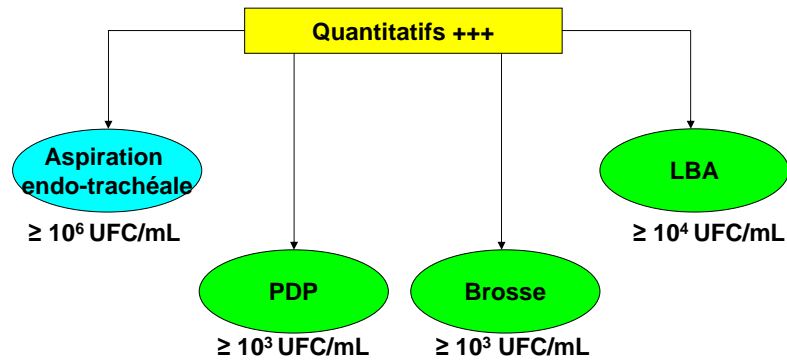 Quantitatifs +++
Aspiration
endo-trachéale
≥ 10⁶ UFC/mL
LBA
≥ 10⁴ UFC/mL
PDP
≥ 10³ UFC/mL
Brosse
≥ 10³ UFC/mL